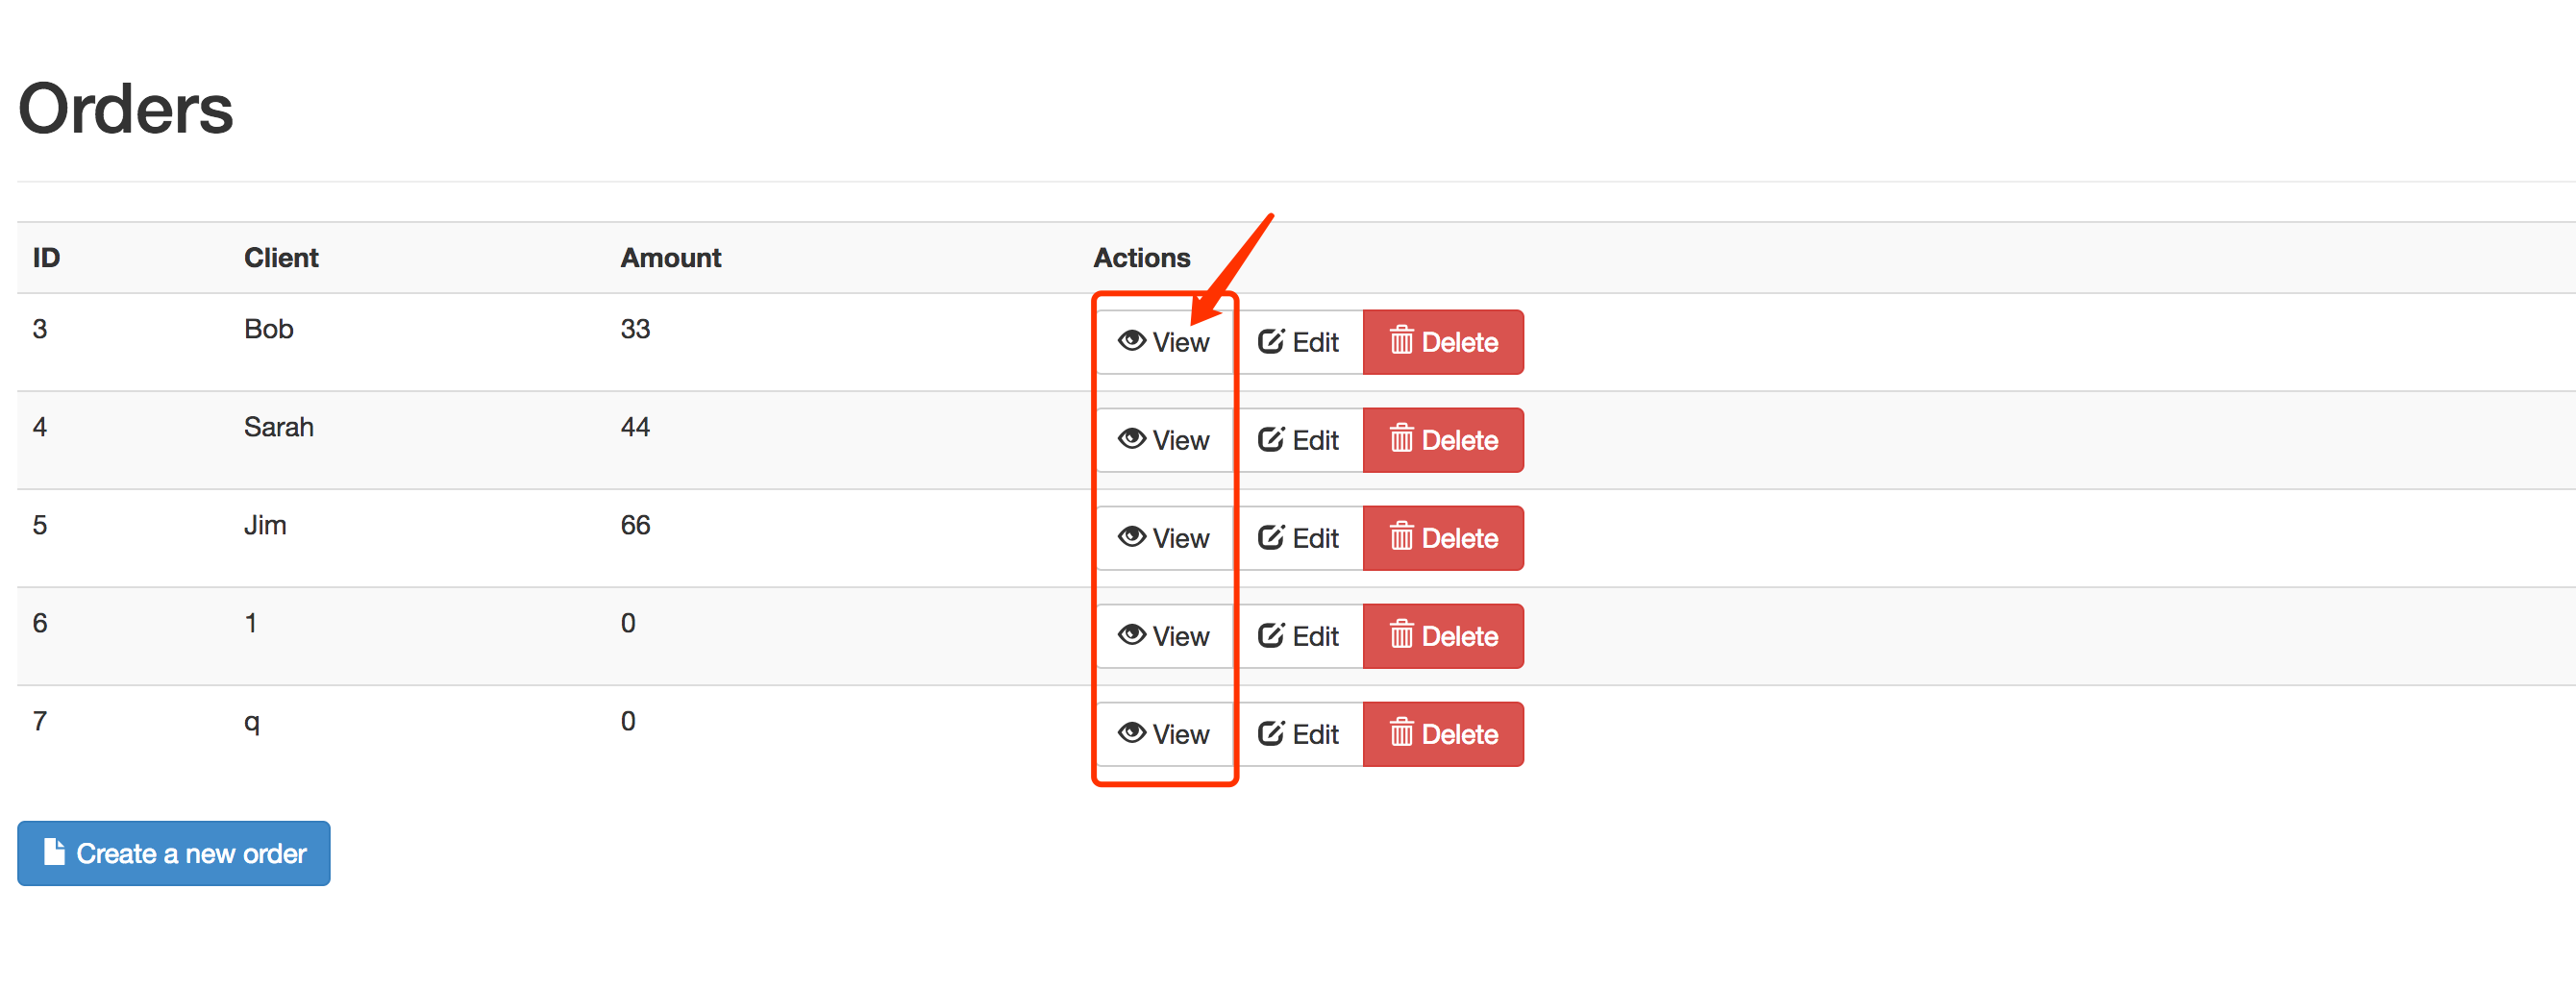 Orders
ID Client Amount Actions
3 Bob 33 View Edit Delete
4 Sarah 44 View Edit Delete
5 Jim 66 View Edit Delete
6 1 0 View Edit Delete
7 q 0 View Edit Delete
Create a new order